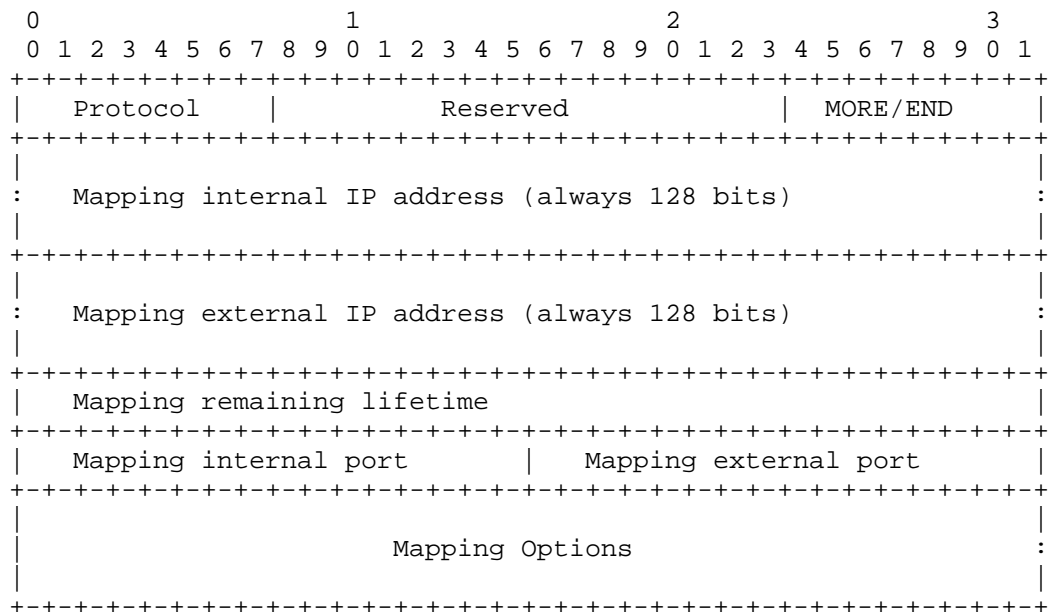 0                   1                   2                   3
 0 1 2 3 4 5 6 7 8 9 0 1 2 3 4 5 6 7 8 9 0 1 2 3 4 5 6 7 8 9 0 1
+-+-+-+-+-+-+-+-+-+-+-+-+-+-+-+-+-+-+-+-+-+-+-+-+-+-+-+-+-+-+-+-+
|   Protocol    |          Reserved             |  MORE/END     |
+-+-+-+-+-+-+-+-+-+-+-+-+-+-+-+-+-+-+-+-+-+-+-+-+-+-+-+-+-+-+-+-+
|                                                               |
:   Mapping internal IP address (always 128 bits)               :
|                                                               |
+-+-+-+-+-+-+-+-+-+-+-+-+-+-+-+-+-+-+-+-+-+-+-+-+-+-+-+-+-+-+-+-+
|                                                               |
:   Mapping external IP address (always 128 bits)               :
|                                                               |
+-+-+-+-+-+-+-+-+-+-+-+-+-+-+-+-+-+-+-+-+-+-+-+-+-+-+-+-+-+-+-+-+
|   Mapping remaining lifetime                                  |
+-+-+-+-+-+-+-+-+-+-+-+-+-+-+-+-+-+-+-+-+-+-+-+-+-+-+-+-+-+-+-+-+
|   Mapping internal port       |   Mapping external port       |
+-+-+-+-+-+-+-+-+-+-+-+-+-+-+-+-+-+-+-+-+-+-+-+-+-+-+-+-+-+-+-+-+
|                                                               |
|                       Mapping Options                         :
|                                                               |
+-+-+-+-+-+-+-+-+-+-+-+-+-+-+-+-+-+-+-+-+-+-+-+-+-+-+-+-+-+-+-+-+